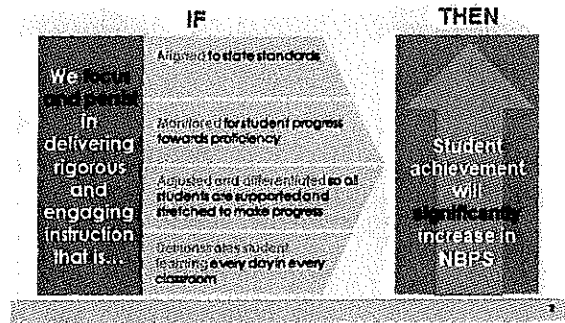 IF
THEN
We focus
and persist
in
delivering
rigorous
and
engaging
instruction
that is...
Aligned to state standards
Monitored for student progress
towards proficiency
Adjusted and differentiated so all
students are supported and
stretched to make progress
Demonstrates student
learning every day in every
classroom
Student
achievement
will
significantly
increase in
NBPS